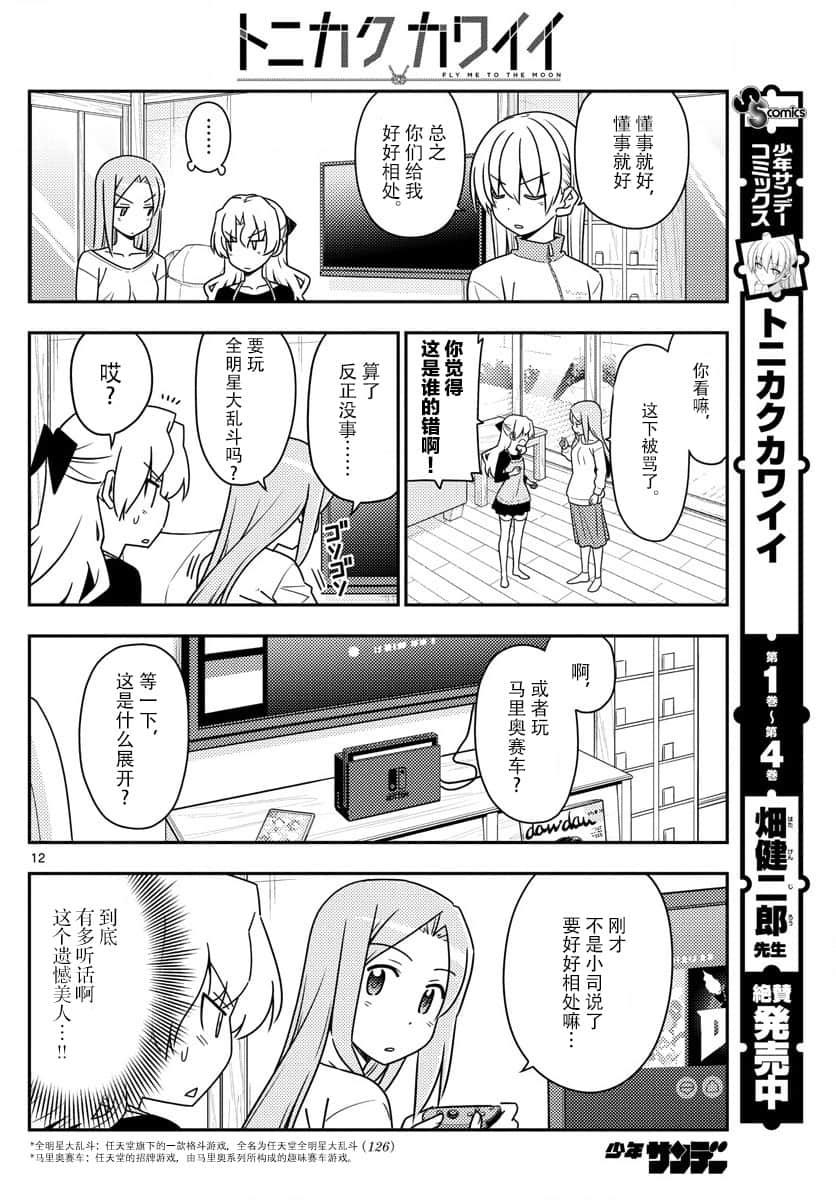 トニカクカワイイ
FLY ME TO THE MOON
懂事就好,
懂事就好
总之
你们给我
好好相处。
……
你看嘛,
这下被骂了。
你觉得
这是谁的错啊！
算了
反正没事…
要玩
全明星大乱斗吗？
哎？
ゴソゴソ
啊,
或者玩
马里奥赛车？
等一下,
这是什么展开？
dowdow
12
刚才
不是小司说了
要好好相处嘛…
到底
有多听话啊
这个遗憾美人…!!
*全明星大乱斗：任天堂旗下的一款格斗游戏, 全名为任天堂全明星大乱斗
(126)
*马里奥赛车：任天堂的招牌游戏, 由马里奥系列所构成的趣味赛车游戏。
少年サンデー
SS comics
少年サンデー
コミックス
トニカクカワイイ
第1巻～第4巻
畑健二郎先生
はた けん じ ろう
絶賛
発売中